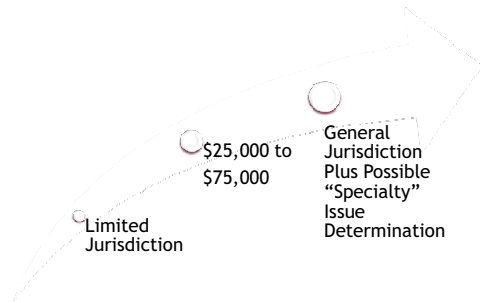 Limited
Jurisdiction
$25,000 to
$75,000
General
Jurisdiction
Plus Possible
“Specialty”
Issue
Determination